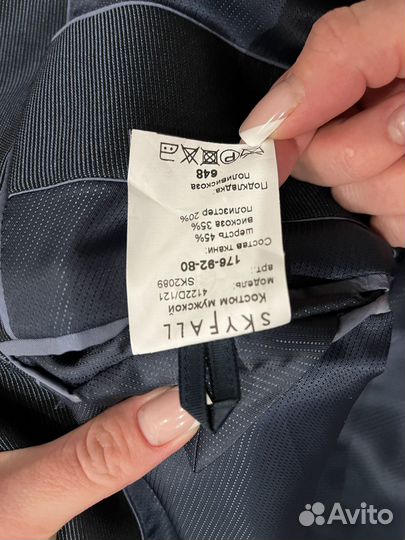 SKYFALL
Костюм мужской
модель: 4122D/121
арт: SK2089
176-92-80
Состав ткани:
шерсть 45%
вискоза 35%
полиэстер 20%
Подкладка:
поливискоза
648
Avito